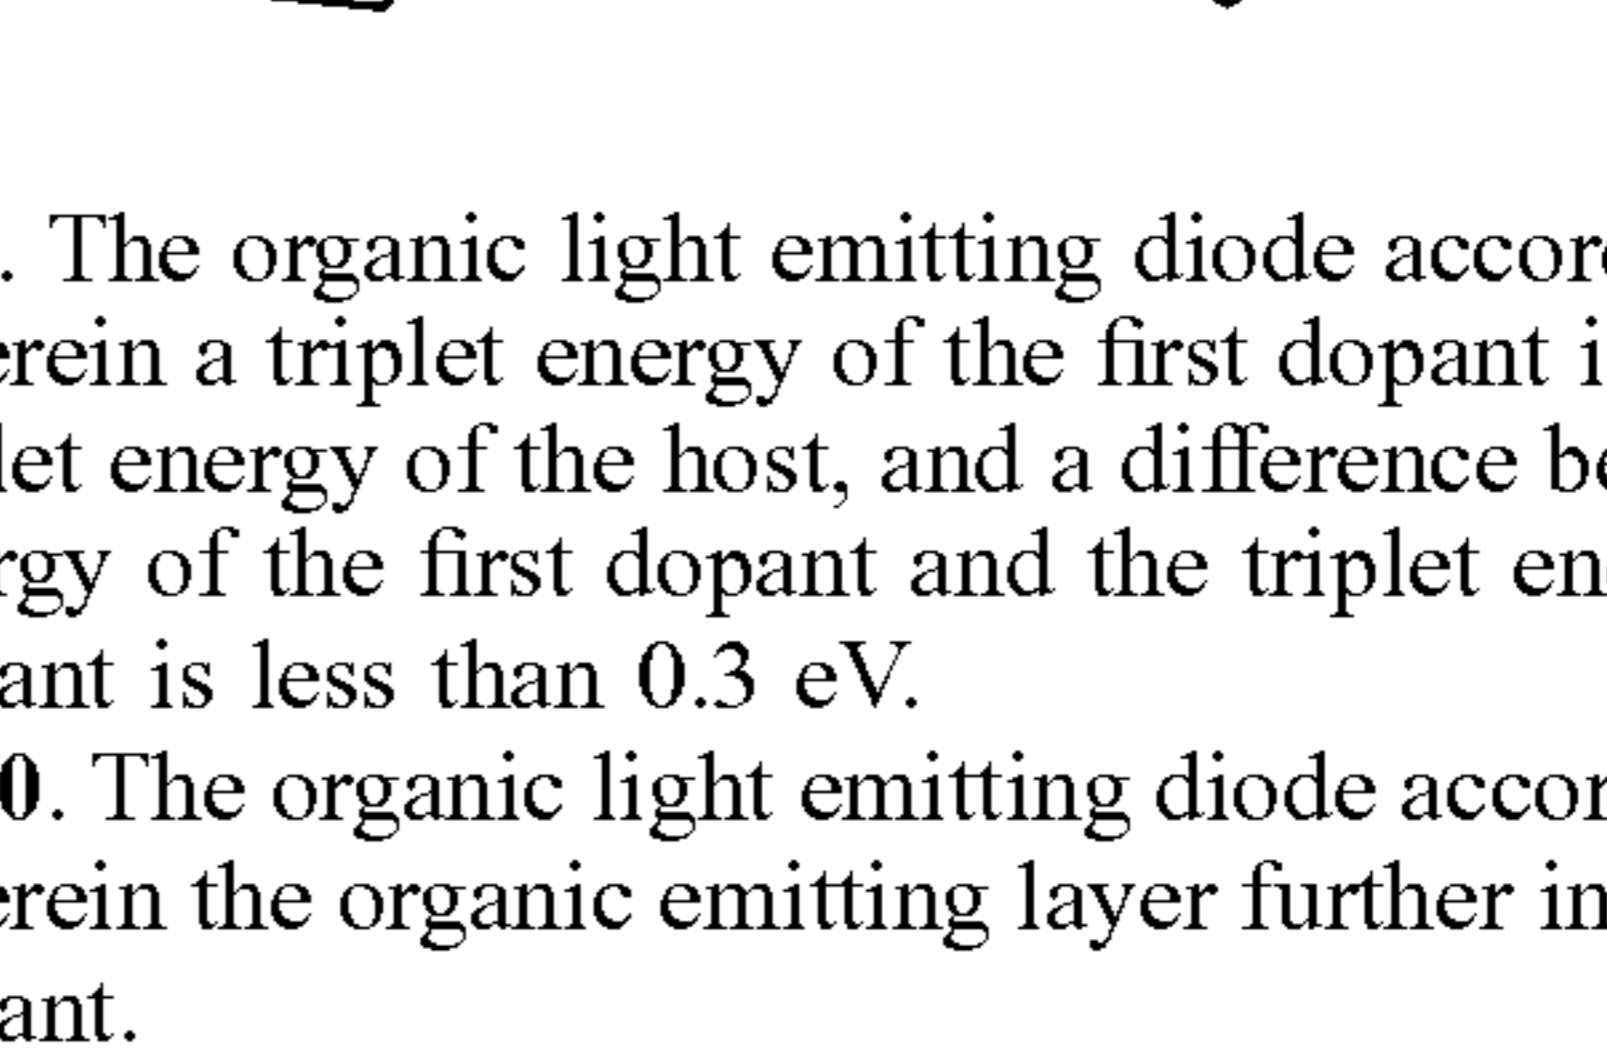 . The organic light emitting diode accor
erein a triplet energy of the first dopant i
let energy of the host, and a difference be
rgy of the first dopant and the triplet en
ant is less than 0.3 eV.
0. The organic light emitting diode accor
erein the organic emitting layer further in
ant.